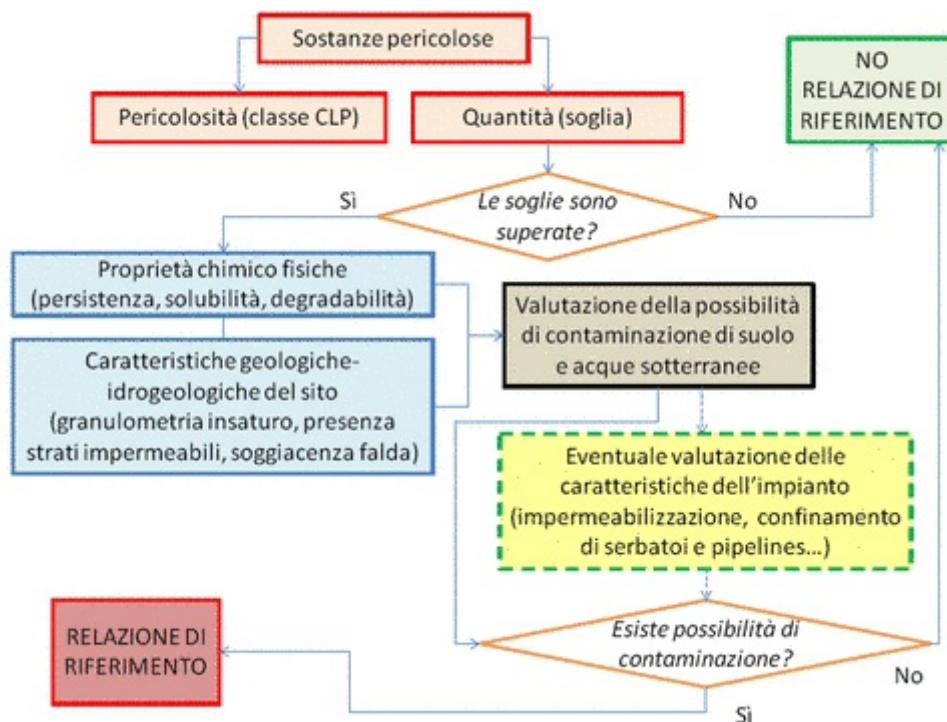 Sostanze pericolose
NO
RELAZIONE DI
RIFERIMENTO
Pericolosità (classe CLP)
Quantità (soglia)
Sì
Le soglie sono
superate?
No
Proprietà chimico fisiche
(persistenza, solubilità, degradabilità)
Valutazione della possibilità
di contaminazione di suolo
e acque sotterranee
Caratteristiche geologiche-
idrogeologiche del sito
(granulometria insaturo, presenza
strati impermeabili, soggiacenza falda)
Eventuale valutazione delle
caratteristiche dell'impianto
(impermeabilizzazione, confinamento
di serbatoi e pipelines...)
RELAZIONE DI
RIFERIMENTO
Esiste possibilità di
contaminazione?
No
Sì